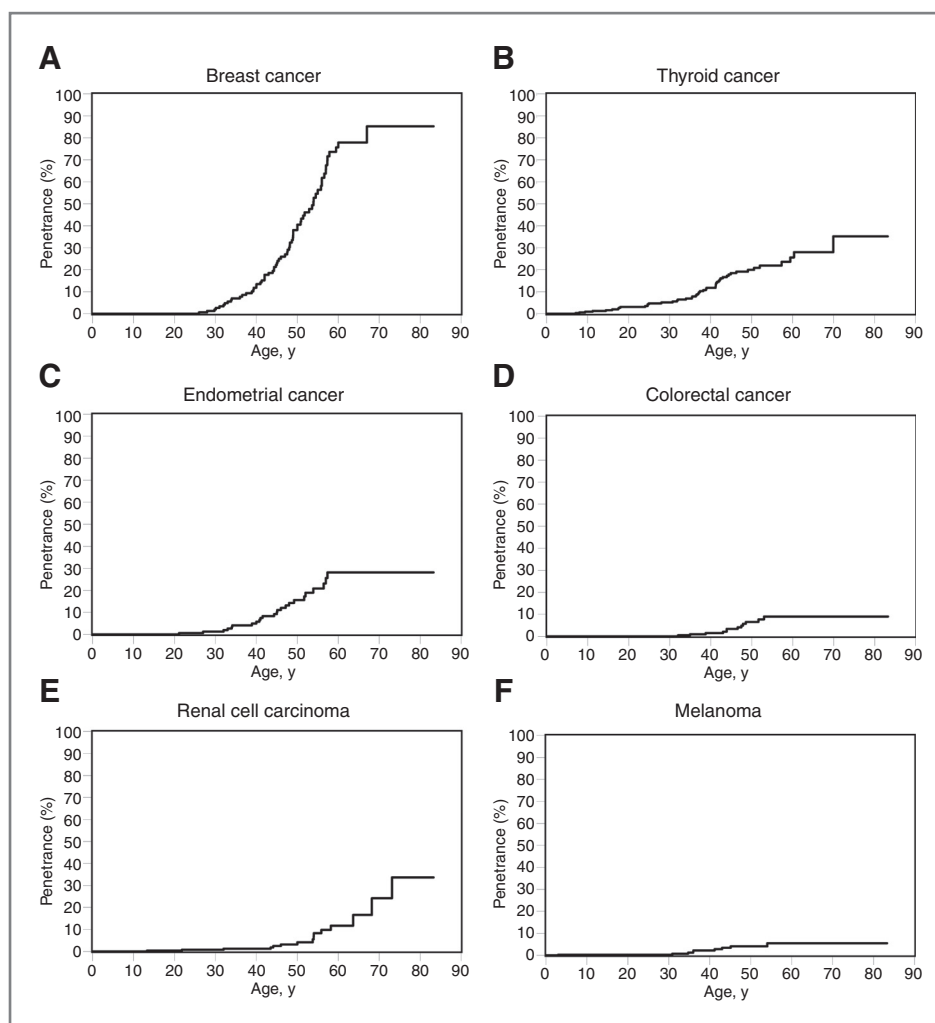 A
Breast cancer
100
90
80
70
60
50
40
30
20
10
0
Penetrance (%)
0 10 20 30 40 50 60 70 80 90
Age, y
B
Thyroid cancer
100
90
80
70
60
50
40
30
20
10
0
Penetrance (%)
0 10 20 30 40 50 60 70 80 90
Age, y
C
Endometrial cancer
100
90
80
70
60
50
40
30
20
10
0
Penetrance (%)
0 10 20 30 40 50 60 70 80 90
Age, y
D
Colorectal cancer
100
90
80
70
60
50
40
30
20
10
0
Penetrance (%)
0 10 20 30 40 50 60 70 80 90
Age, y
E
Renal cell carcinoma
100
90
80
70
60
50
40
30
20
10
0
Penetrance (%)
0 10 20 30 40 50 60 70 80 90
Age, y
F
Melanoma
100
90
80
70
60
50
40
30
20
10
0
Penetrance (%)
0 10 20 30 40 50 60 70 80 90
Age, y